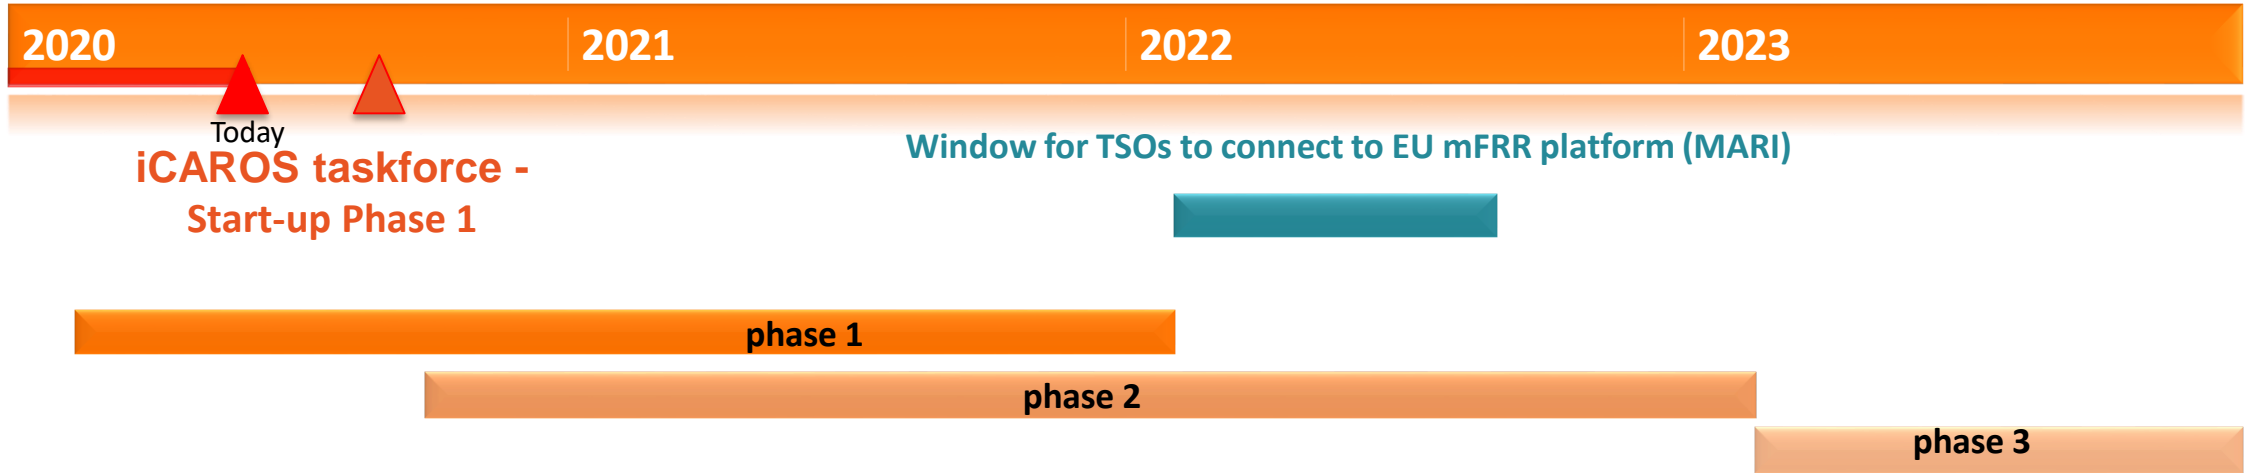 2020
2021
2022
2023
Today
iCAROS taskforce -
Start-up Phase 1
Window for TSOs to connect to EU mFRR platform (MARI)
phase 1
phase 2
phase 3